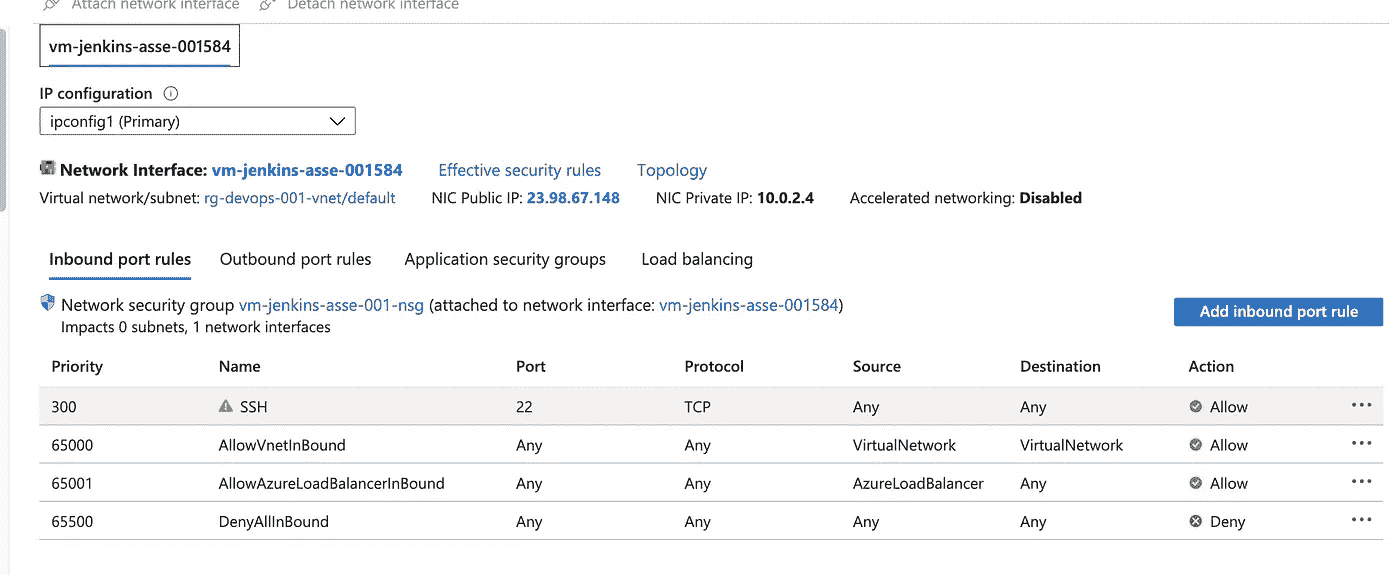 Attach network interface Detach network interface
vm-jenkins-asse-001584
IP configuration
ipconfig1 (Primary)
Network Interface: vm-jenkins-asse-001584 Effective security rules Topology
Virtual network/subnet: rg-devops-001-vnet/default NIC Public IP: 23.98.67.148 NIC Private IP: 10.0.2.4 Accelerated networking: Disabled
Inbound port rules Outbound port rules Application security groups Load balancing
Network security group vm-jenkins-asse-001-nsg (attached to network interface: vm-jenkins-asse-001584)
Impacts 0 subnets, 1 network interfaces
Add inbound port rule
Priority Name Port Protocol Source Destination Action
300 SSH 22 TCP Any Any Allow
65000 AllowVnetInBound Any Any VirtualNetwork VirtualNetwork Allow
65001 AllowAzureLoadBalancerInBound Any Any AzureLoadBalancer Any Allow
65500 DenyAllInBound Any Any Any Any Deny